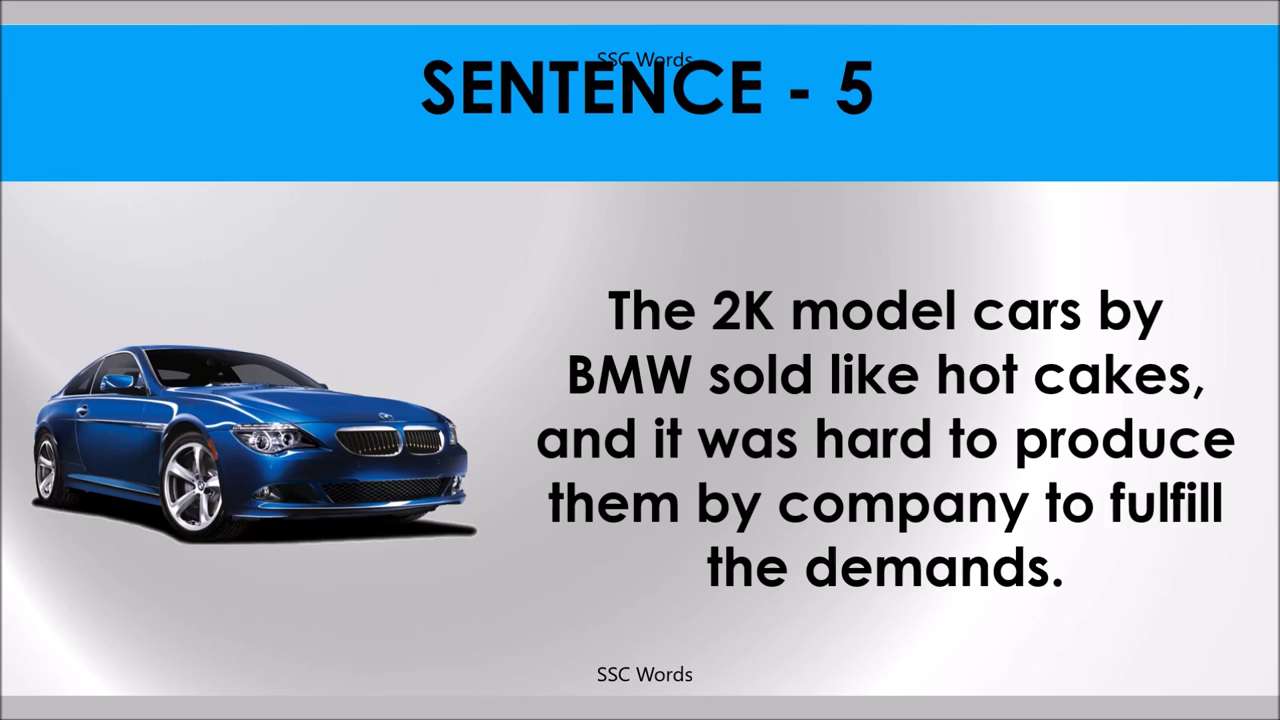 SSC Words
SENTENCE - 5
The 2K model cars by
BMW sold like hot cakes,
and it was hard to produce
them by company to fulfill
the demands.
SSC Words